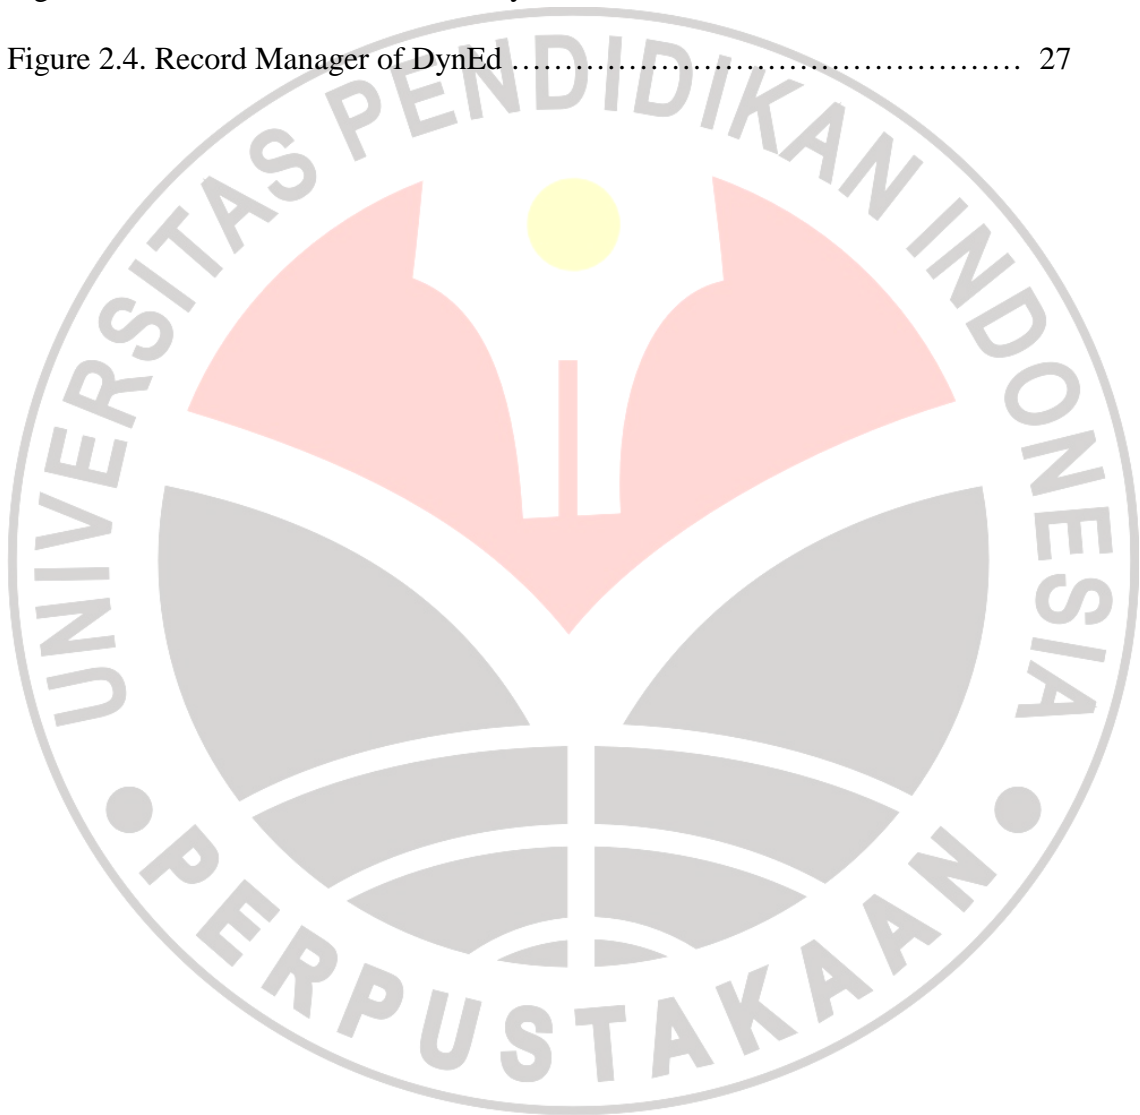 Figure 2.4. Record Manager of DynEd ……………………………………… 27
UNIVERSITAS PENDIDIKAN INDONESIA
PERPUSTAKAAN